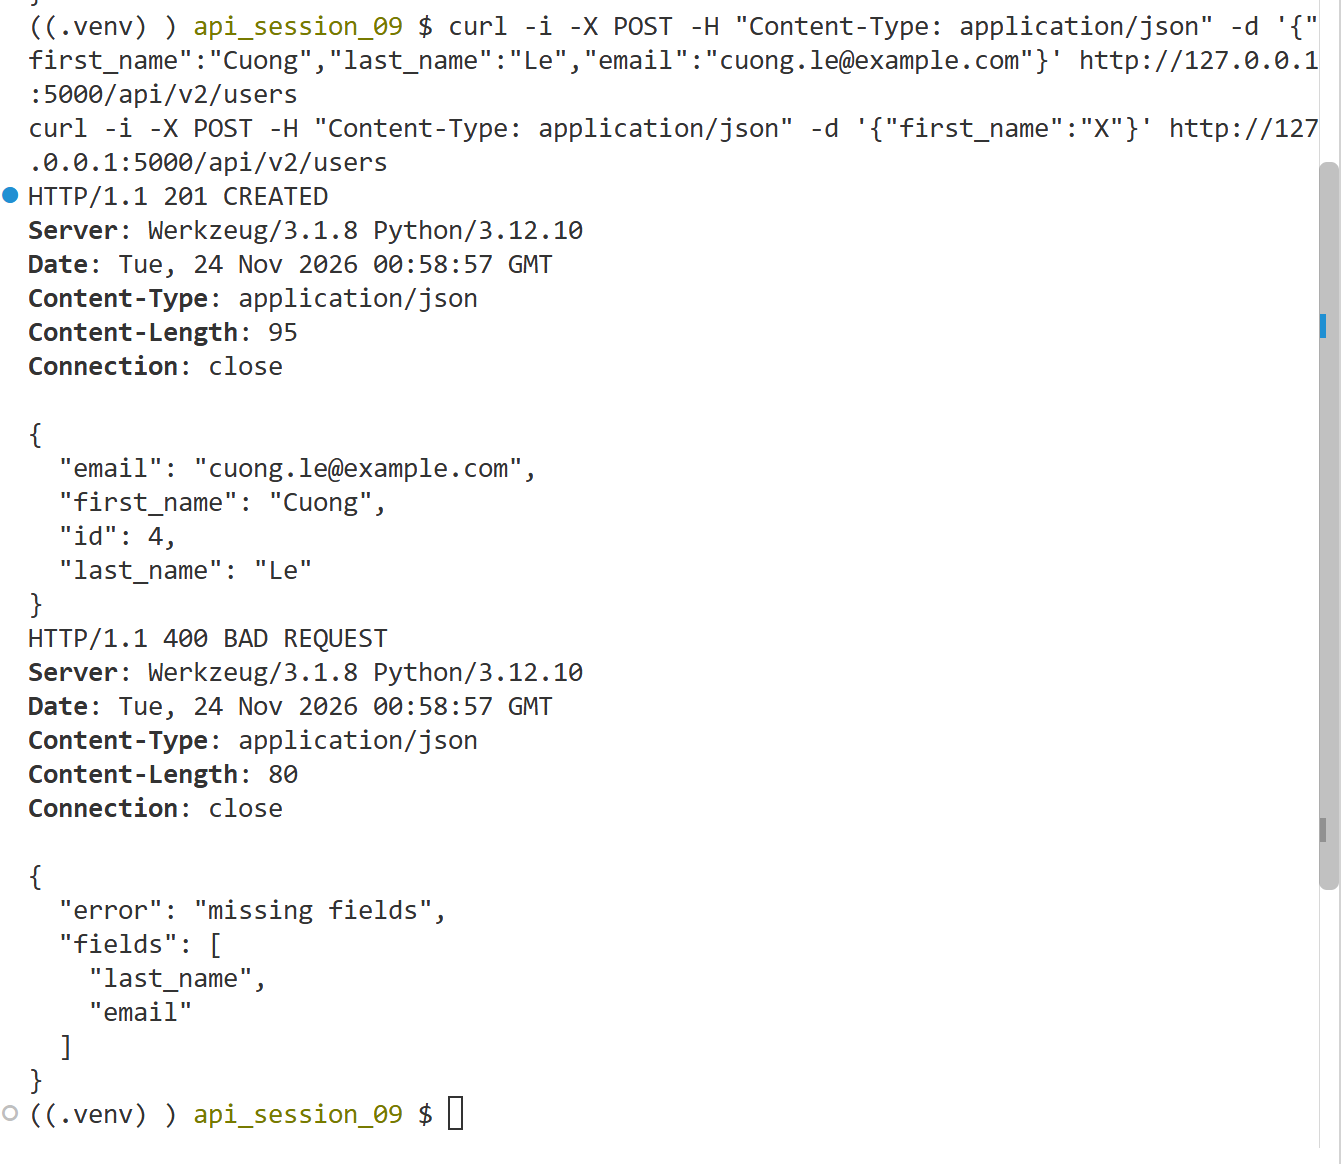 ((.venv) ) api_session_09 $ curl -i -X POST -H "Content-Type: application/json" -d '{"
first_name":"Cuong","last_name":"Le","email":"cuong.le@example.com"}' http://127.0.0.1
:5000/api/v2/users
curl -i -X POST -H "Content-Type: application/json" -d '{"first_name":"X"}' http://127
.0.0.1:5000/api/v2/users
HTTP/1.1 201 CREATED
Server: Werkzeug/3.1.8 Python/3.12.10
Date: Tue, 24 Nov 2026 00:58:57 GMT
Content-Type: application/json
Content-Length: 95
Connection: close

{
  "email": "cuong.le@example.com",
  "first_name": "Cuong",
  "id": 4,
  "last_name": "Le"
}
HTTP/1.1 400 BAD REQUEST
Server: Werkzeug/3.1.8 Python/3.12.10
Date: Tue, 24 Nov 2026 00:58:57 GMT
Content-Type: application/json
Content-Length: 80
Connection: close

{
  "error": "missing fields",
  "fields": [
    "last_name",
    "email"
  ]
}
((.venv) ) api_session_09 $